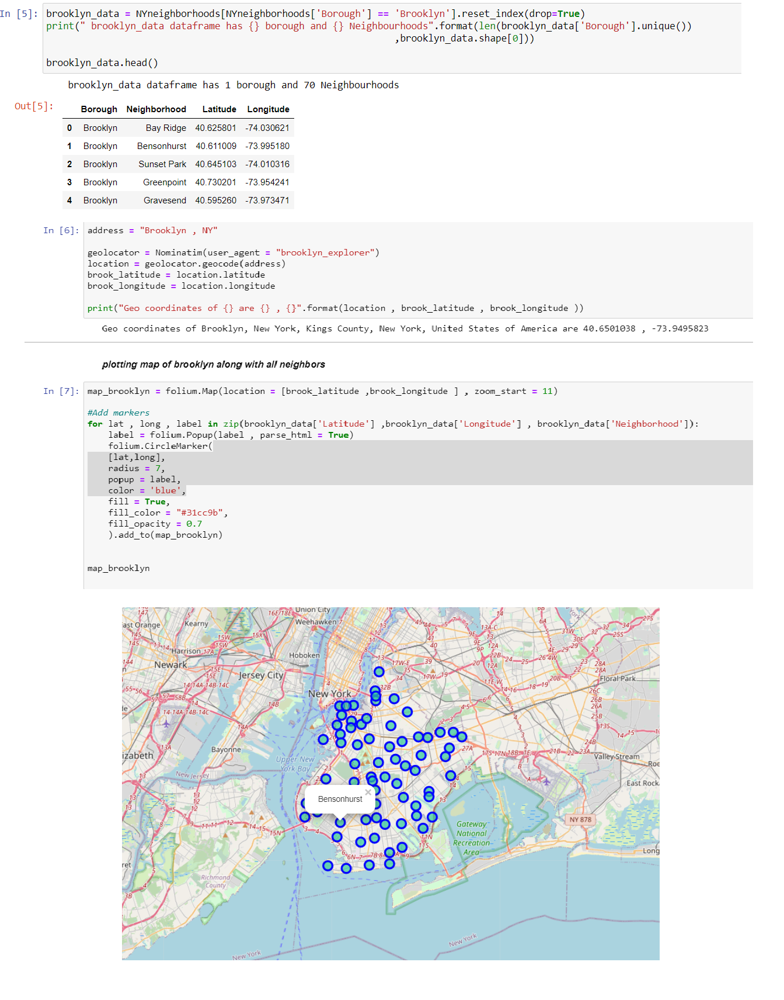 In [5]: brooklyn_data = NYneighborhoods[NYneighborhoods['Borough'] == 'Brooklyn'].reset_index(drop=True)
print(" brooklyn_data dataframe has {} borough and {} Neighbourhoods".format(len(brooklyn_data['Borough'].unique())
,brooklyn_data.shape[0]))
brooklyn_data.head()
brooklyn_data dataframe has 1 borough and 70 Neighbourhoods
Out[5]:
Borough Neighborhood Latitude Longitude
0 Brooklyn Bay Ridge 40.625801 -74.030621
1 Brooklyn Bensonhurst 40.611009 -73.995180
2 Brooklyn Sunset Park 40.645103 -74.010316
3 Brooklyn Greenpoint 40.730201 -73.954241
4 Brooklyn Gravesend 40.595260 -73.973471
In [6]: address = "Brooklyn , NY"
geolocator = Nominatim(user_agent = "brooklyn_explorer")
location = geolocator.geocode(address)
brook_latitude = location.latitude
brook_longitude = location.longitude
print("Geo coordinates of {} are {} , {}".format(location , brook_latitude , brook_longitude ))
Geo coordinates of Brooklyn, New York, Kings County, New York, United States of America are 40.6501038 , -73.9495823
plotting map of brooklyn along with all neighbors
In [7]: map_brooklyn = folium.Map(location = [brook_latitude ,brook_longitude ] , zoom_start = 11)
#Add markers
for lat , long , label in zip(brooklyn_data['Latitude'] ,brooklyn_data['Longitude'] , brooklyn_data['Neighborhood']):
label = folium.Popup(label , parse_html = True)
folium.CircleMarker(
[lat,long],
radius = 7,
popup = label,
color = 'blue',
fill = True,
fill_color = "#31cc9b",
fill_opacity = 0.7
).add_to(map_brooklyn)
map_brooklyn
Union City
Weehawken
Kearny
ast Orange
Harrison
Hoboken
Newark
Jersey City
Floral Park
New York
Bayonne
izabeth
Upper New
York Bay
Valley Stream
New Jersey
East Rock
Bensonhurst ×
NY 878
Gateway
National
Recreation
Area
Long
Richmond
County
New York
New York